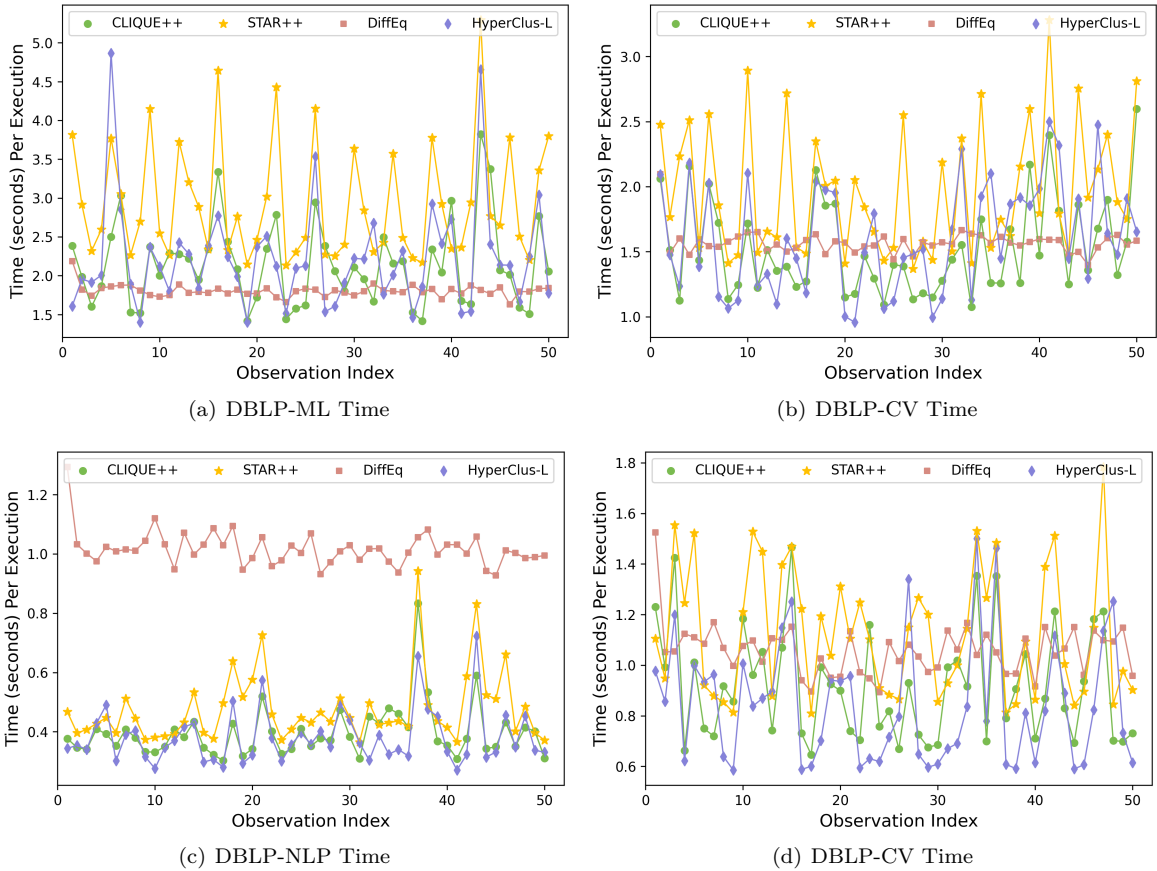 CLIQUE++ STAR++ DiffEq HyperClus-L
5.0
4.5
4.0
3.5
3.0
2.5
2.0
1.5
Time (seconds) Per Execution
0 10 20 30 40 50
Observation Index
(a) DBLP-ML Time
CLIQUE++ STAR++ DiffEq HyperClus-L
3.0
2.5
2.0
1.5
1.0
Time (seconds) Per Execution
0 10 20 30 40 50
Observation Index
(b) DBLP-CV Time
CLIQUE++ STAR++ DiffEq HyperClus-L
1.2
1.0
0.8
0.6
0.4
Time (seconds) Per Execution
0 10 20 30 40 50
Observation Index
(c) DBLP-NLP Time
CLIQUE++ STAR++ DiffEq HyperClus-L
1.8
1.6
1.4
1.2
1.0
0.8
0.6
Time (seconds) Per Execution
0 10 20 30 40 50
Observation Index
(d) DBLP-CV Time